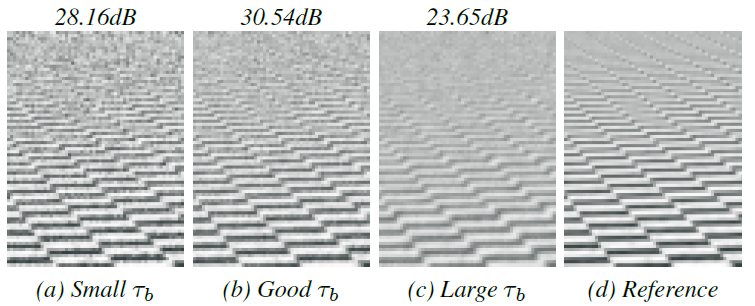 28.16dB 30.54dB 23.65dB
(a) Small τb (b) Good τb (c) Large τb (d) Reference